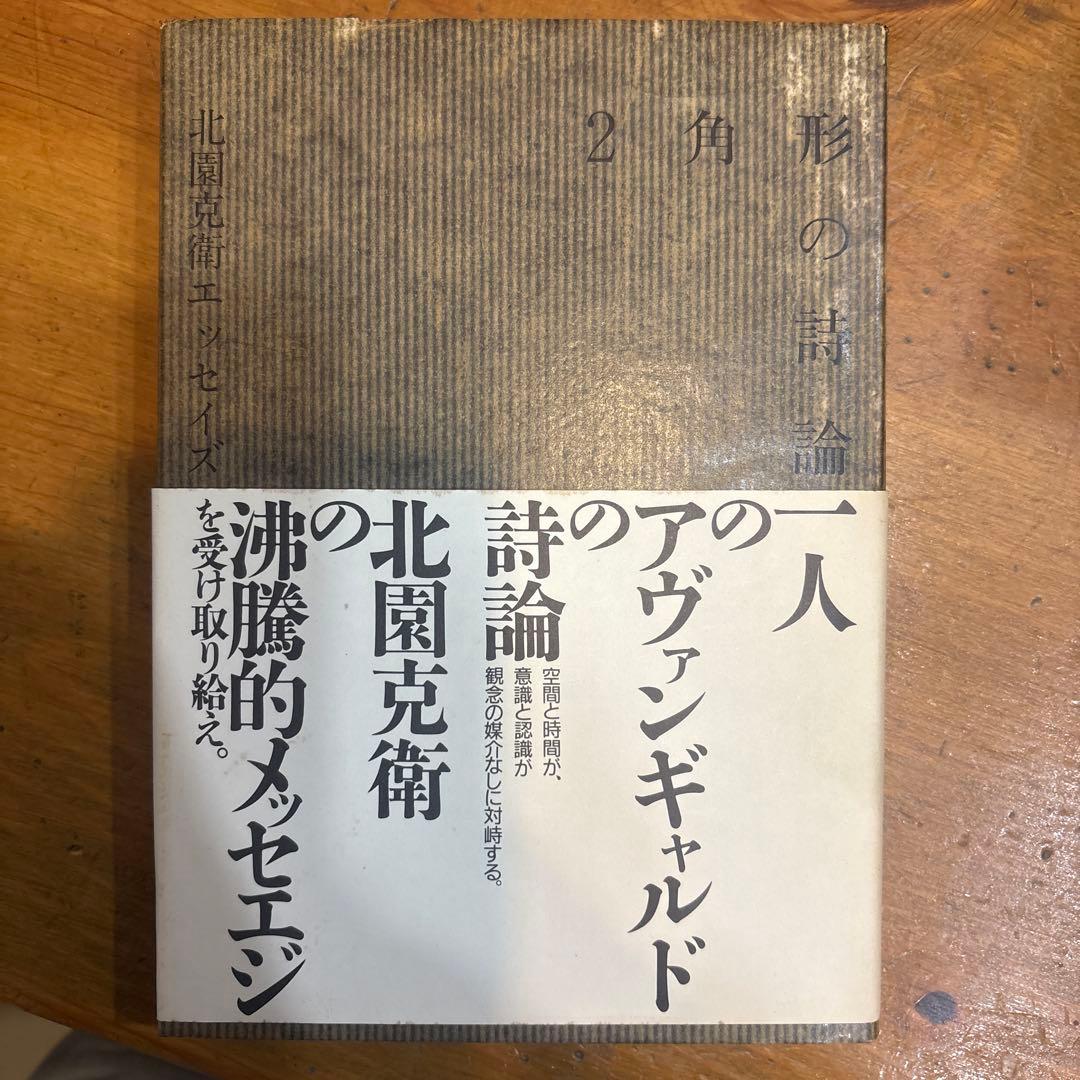 2角形の詩論
北園克衛エッセイズ
一人
の
アヴァンギャルド
の
詩論
空間と時間が、
意識と認識が
観念の媒介なしに対峙する。
北園克衛
の
沸騰的メッセエジ
を受け取り給え。